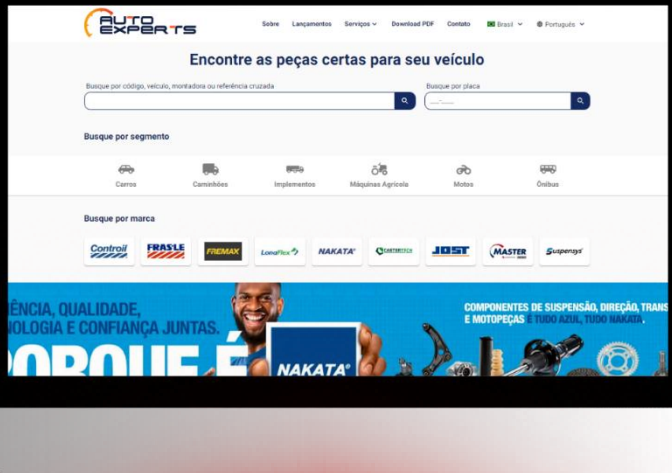 AUTO
EXPERTS
Sobre Lançamentos Serviços Download PDF Contato Brasil Português
Encontre as peças certas para seu veículo
Busque por código, veículo, montadora ou referência cruzada Busque por placa
___-____
Busque por segmento
Carros Caminhões Implementos Máquinas Agrícola Motos Ônibus
Busque por marca
Controil FRAS-LE FREMAX Lonaflex NAKATA JOST MASTER Suspensys
ÊNCIA, QUALIDADE,
NOLOGIA E CONFIANÇA JUNTAS.
PORQUE É
NAKATA
COMPONENTES DE SUSPENSÃO, DIREÇÃO, TRANS
E MOTOPEÇAS É TUDO AZUL, TUDO NAKATA.